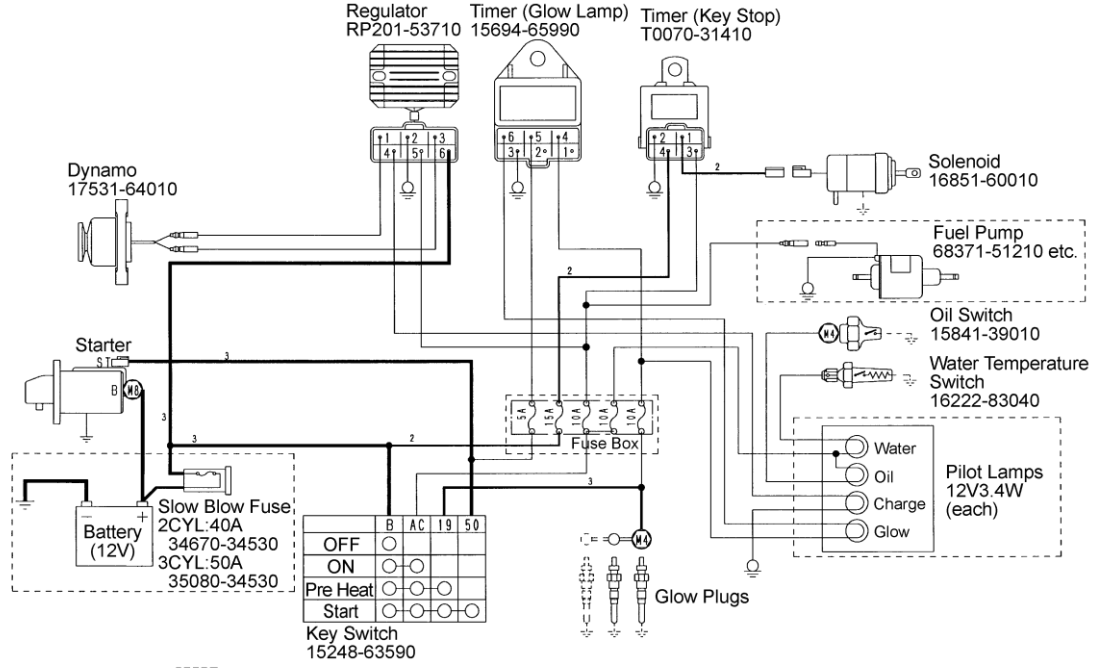 Regulator
RP201-53710
Timer (Glow Lamp)
15694-65990
Timer (Key Stop)
T0070-31410
1 2 3
4 5 6
6 5 4
3 2 1
2 1
4 3
Dynamo
17531-64010
2
Solenoid
16851-60010
Fuel Pump
68371-51210 etc.
2
Oil Switch
15841-39010
M4
Water Temperature
Switch
16222-83040
Starter
ST
B
M8
3
3
3
2
5A
15A
10A
10A
10A
Fuse Box
3
Water
Oil
Charge
Glow
Pilot Lamps
12V3.4W
(each)
Slow Blow Fuse
2CYL:40A
34670-34530
3CYL:50A
35080-34530
- +
Battery
(12V)
B AC 19 50
OFF
ON
Pre Heat
Start
Key Switch
15248-63590
M4
Glow Plugs